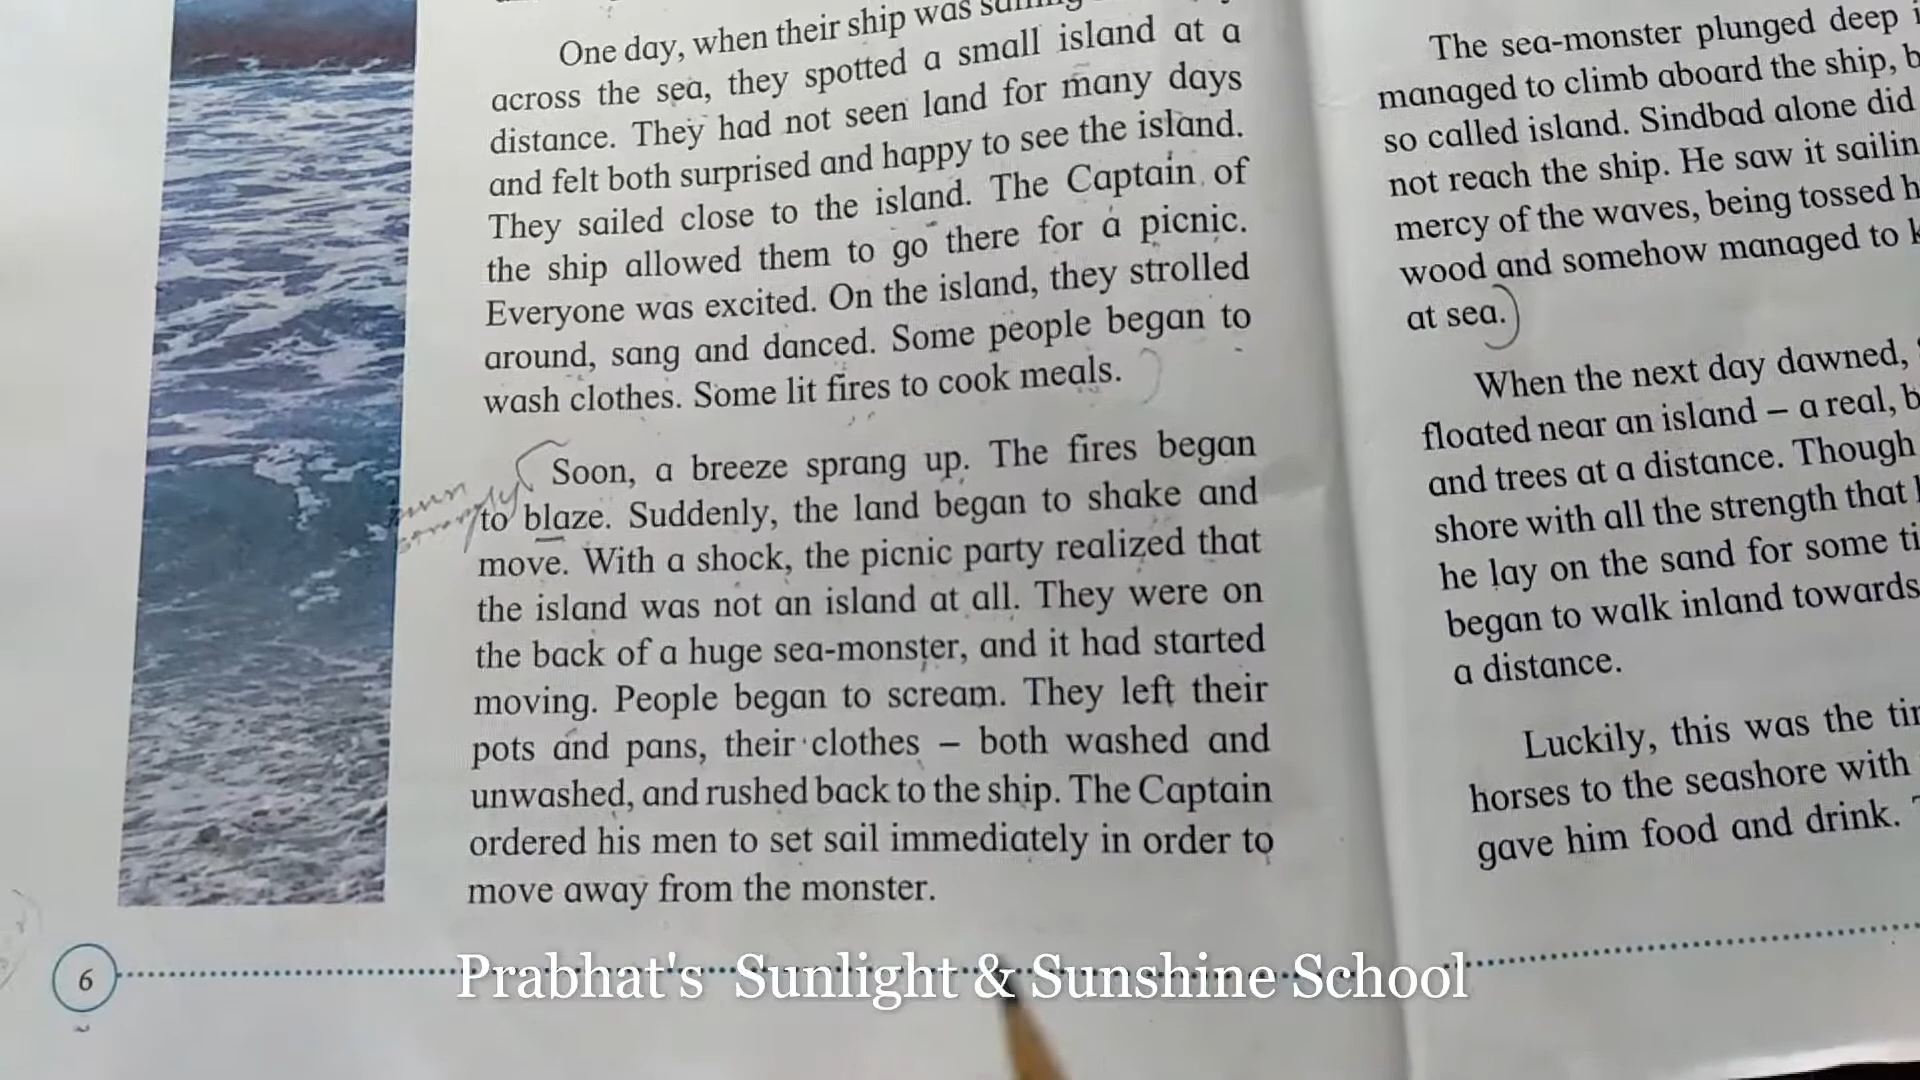 One day, when their ship was
across the sea, they spotted a small island at a
distance. They had not seen land for many days
and felt both surprised and happy to see the island.
They sailed close to the island. The Captain of
the ship allowed them to go there for a picnic.
Everyone was excited. On the island, they strolled
around, sang and danced. Some people began to
wash clothes. Some lit fires to cook meals.
Soon, a breeze sprang up. The fires began
to blaze. Suddenly, the land began to shake and
move. With a shock, the picnic party realized that
the island was not an island at all. They were on
the back of a huge sea-monster, and it had started
moving. People began to scream. They left their
pots and pans, their clothes – both washed and
unwashed, and rushed back to the ship. The Captain
ordered his men to set sail immediately in order to
move away from the monster.
6
The sea-monster plunged deep
managed to climb aboard the ship,
so called island. Sindbad alone did
not reach the ship. He saw it
mercy of the waves, being tossed
wood and somehow managed to
at sea.
When the next day dawned,
floated near an island – a real,
and trees at a distance. Though
shore with all the strength that
he lay on the sand for some
began to walk inland towards
a distance.
Luckily, this was the
horses to the seashore with
gave him food and drink.
Prabhat's Sunlight & Sunshine School